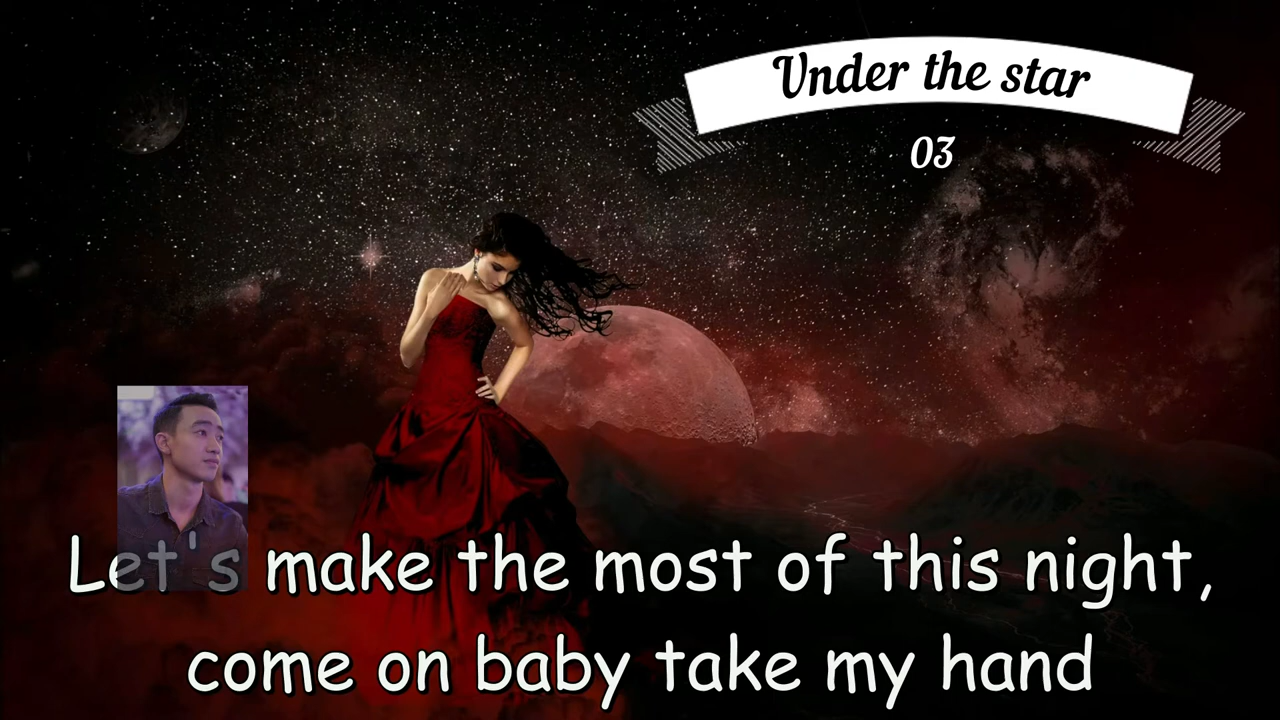 Under the star
03
Let's make the most of this night,
come on baby take my hand